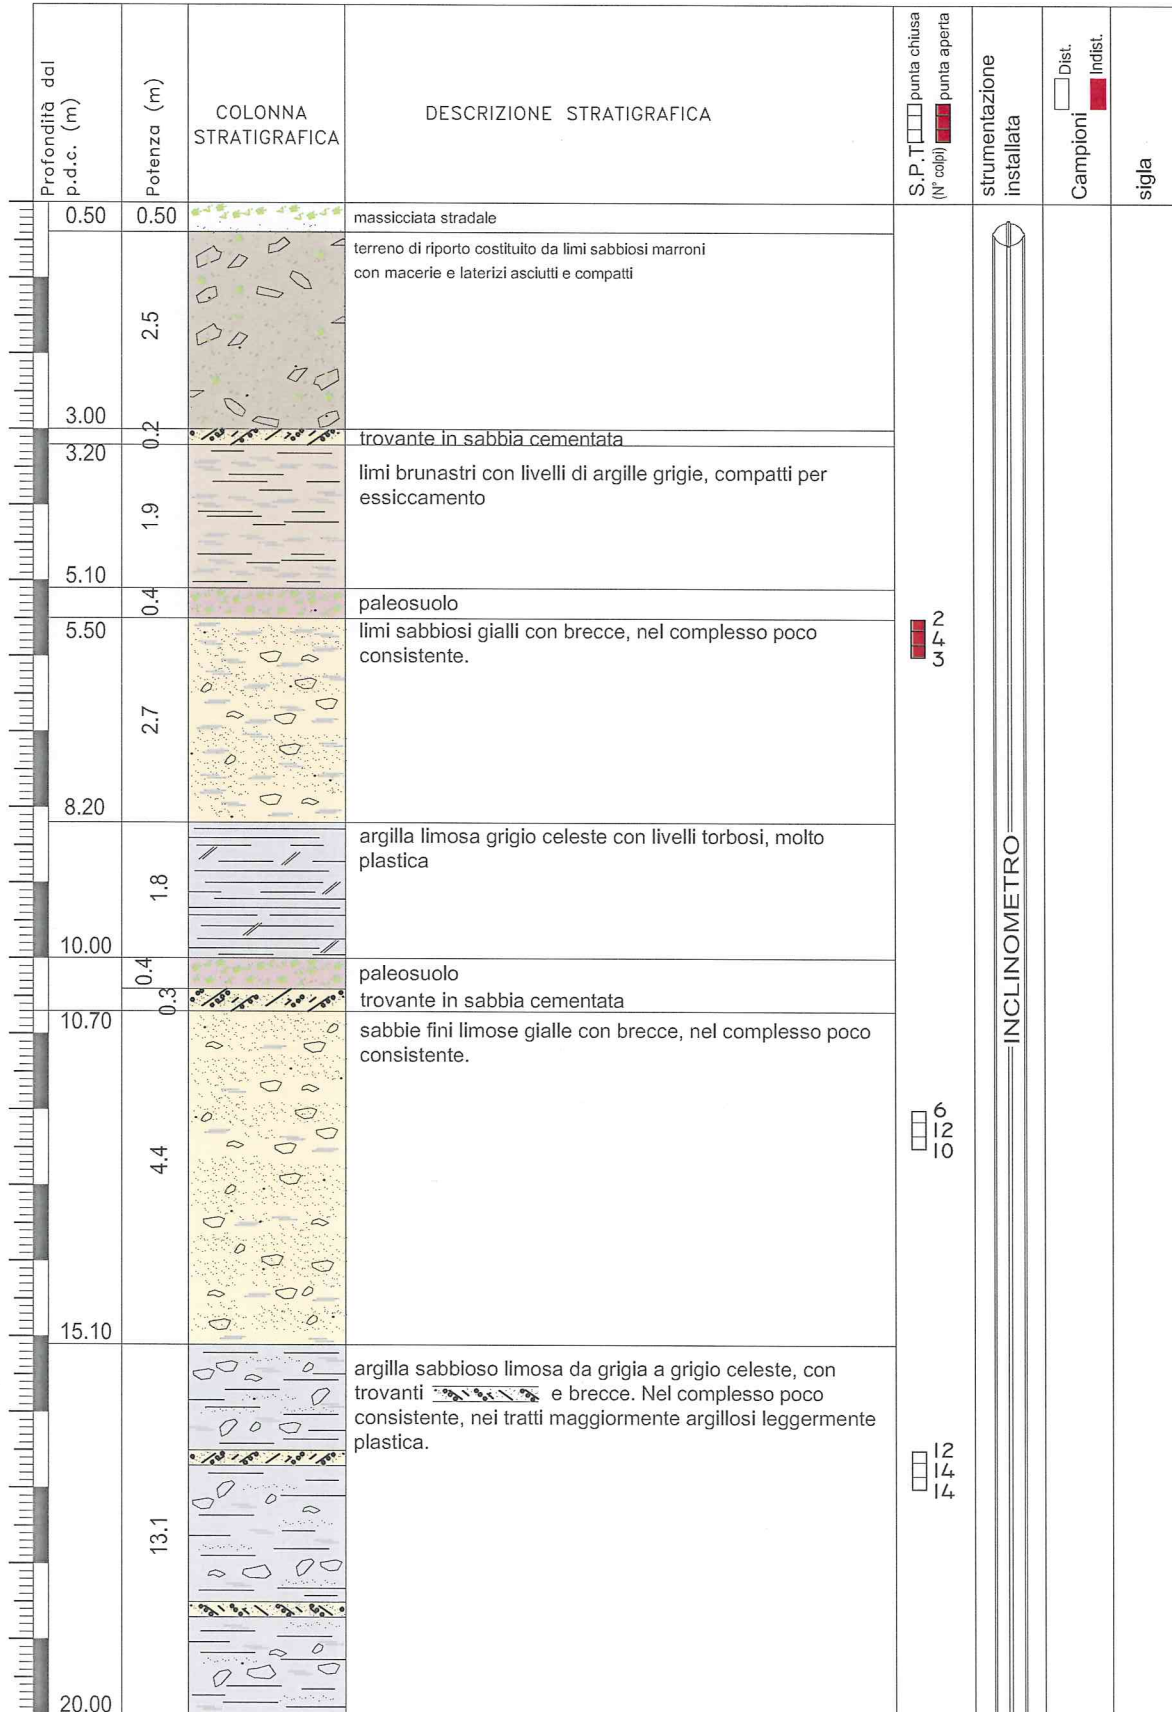 Profondità dal
p.d.c. (m)
Potenza (m)
COLONNA
STRATIGRAFICA
DESCRIZIONE STRATIGRAFICA
S.P.T.
(N° colpi)
punta chiusa
punta aperta
strumentazione
installata
Campioni
Dist.
Indist.
sigla
0.50
0.50
massicciata stradale
terreno di riporto costituito da limi sabbiosi marroni
con macerie e laterizi asciutti e compatti
2.5
3.00
0.2
trovante in sabbia cementata
3.20
limi brunastri con livelli di argille grigie, compatti per
essiccamento
1.9
5.10
0.4
paleosuolo
5.50
limi sabbiosi gialli con brecce, nel complesso poco
consistente.
2
4
3
2.7
8.20
argilla limosa grigio celeste con livelli torbosi, molto
plastica
1.8
10.00
0.4
paleosuolo
0.3
trovante in sabbia cementata
INCLINOMETRO
10.70
sabbie fini limose gialle con brecce, nel complesso poco
consistente.
6
12
10
4.4
15.10
argilla sabbioso limosa da grigia a grigio celeste, con
trovanti e brecce. Nel complesso poco
consistente, nei tratti maggiormente argillosi leggermente
plastica.
12
14
14
13.1
20.00